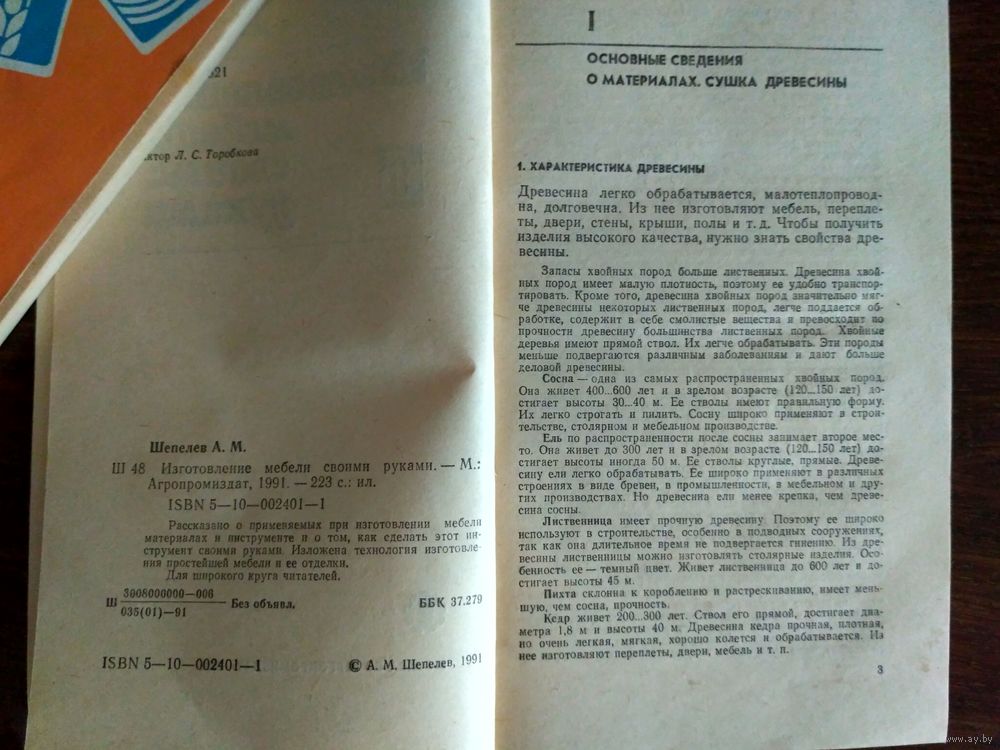 621
Л. С. Торобкова
Шепелев А. М.
Ш 48 Изготовление мебели своими руками. — М.:
Агропромиздат, 1991. — 223 с.: ил.
ISBN 5—10—002401—1
Рассказано о применяемых при изготовлении мебели
материалах и инструменте и о том, как сделать этот ин-
струмент своими руками. Изложена технология изготовле-
ния простейшей мебели и ее отделки.
Для широкого круга читателей.
Ш 3008000000—006
035(01)—91
Без объявл.
ББК 37.279
ISBN 5—10—002401—1
© А. М. Шепелев, 1991
I
ОСНОВНЫЕ СВЕДЕНИЯ
О МАТЕРИАЛАХ. СУШКА ДРЕВЕСИНЫ
1. ХАРАКТЕРИСТИКА ДРЕВЕСИНЫ
Древесина легко обрабатывается, малотеплопровод-
на, долговечна. Из нее изготовляют мебель, перепле-
ты, двери, стены, крыши, полы и т. д. Чтобы получить
изделия высокого качества, нужно знать свойства дре-
весины.
Запасы хвойных пород больше лиственных. Древесина хвой-
ных пород имеет малую плотность, поэтому ее удобно транспор-
тировать. Кроме того, древесина хвойных пород значительно мяг-
че древесины некоторых лиственных пород, легче поддается об-
работке, содержит в себе смолистые вещества и превосходит по
прочности древесину большинства лиственных пород. Хвойные
деревья имеют прямой ствол. Их легче обрабатывать. Эти породы
меньше подвергаются различным заболеваниям и дают больше
деловой древесины.
Сосна — одна из самых распространенных хвойных пород.
Она живет 400...600 лет и в зрелом возрасте (120...150 лет) до-
стигает высоты 30...40 м. Ее стволы имеют правильную форму.
Их легко строгать и пилить. Сосну широко применяют в строи-
тельстве, столярном и мебельном производстве.
Ель по распространенности после сосны занимает второе мес-
то. Она живет до 300 лет и в зрелом возрасте (120...150 лет) до-
стигает высоты иногда 50 м. Ее стволы круглые, прямые. Древе-
сину ели легко обрабатывать. Ее широко применяют в различных
строениях в виде бревен, в промышленности, в мебельном и дру-
гих производствах. Но древесина ели менее крепка, чем древе-
сина сосны.
Лиственница имеет прочную древесину. Поэтому ее широко
используют в строительстве, особенно в подводных сооружениях,
так как она длительное время не подвергается гниению. Из дре-
весины лиственницы можно изготовлять столярные изделия. Осо-
бенность ее — темный цвет. Живет лиственница до 600 лет и до-
стигает высоты 45 м.
Пихта склонна к короблению и растрескиванию, имеет мень-
шую, чем сосна, прочность.
Кедр живет 200...300 лет. Ствол его прямой, достигает диа-
метра 1,8 м и высоты 40 м. Древесина кедра прочная, плотная,
но очень легкая, мягкая, хорошо колется и обрабатывается. Из
нее изготовляют переплеты, двери, мебель и т. п.
3
www.ay.by